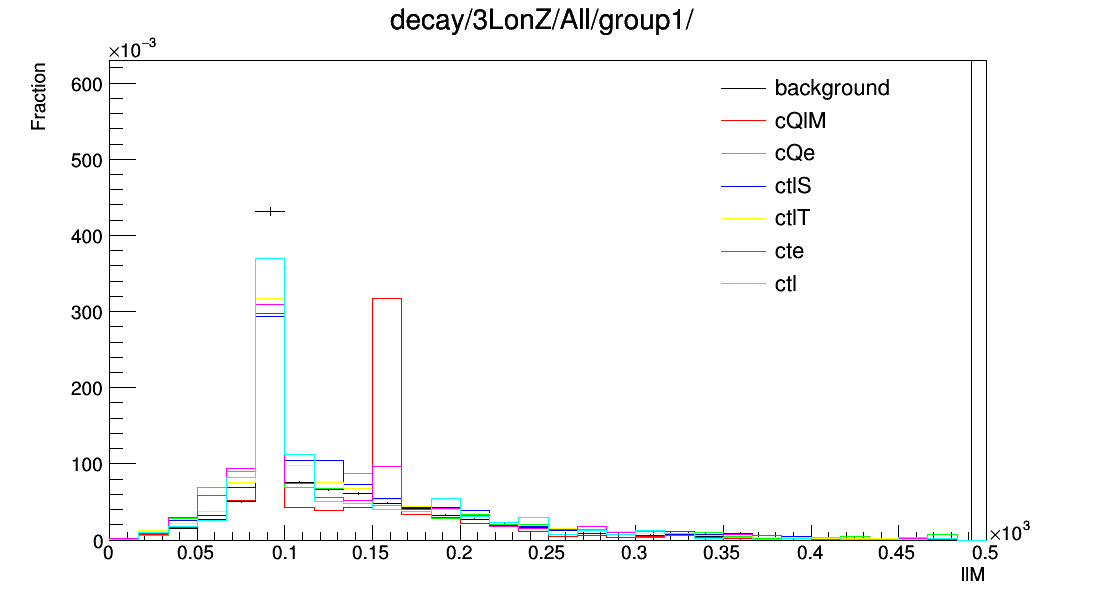 decay/3LonZ/All/group1/
×10⁻³
Fraction
600
500
400
300
200
100
0
background
cQlM
cQe
ctlS
ctlT
cte
ctl
0 0.05 0.1 0.15 0.2 0.25 0.3 0.35 0.4 0.45 0.5
×10³
llM